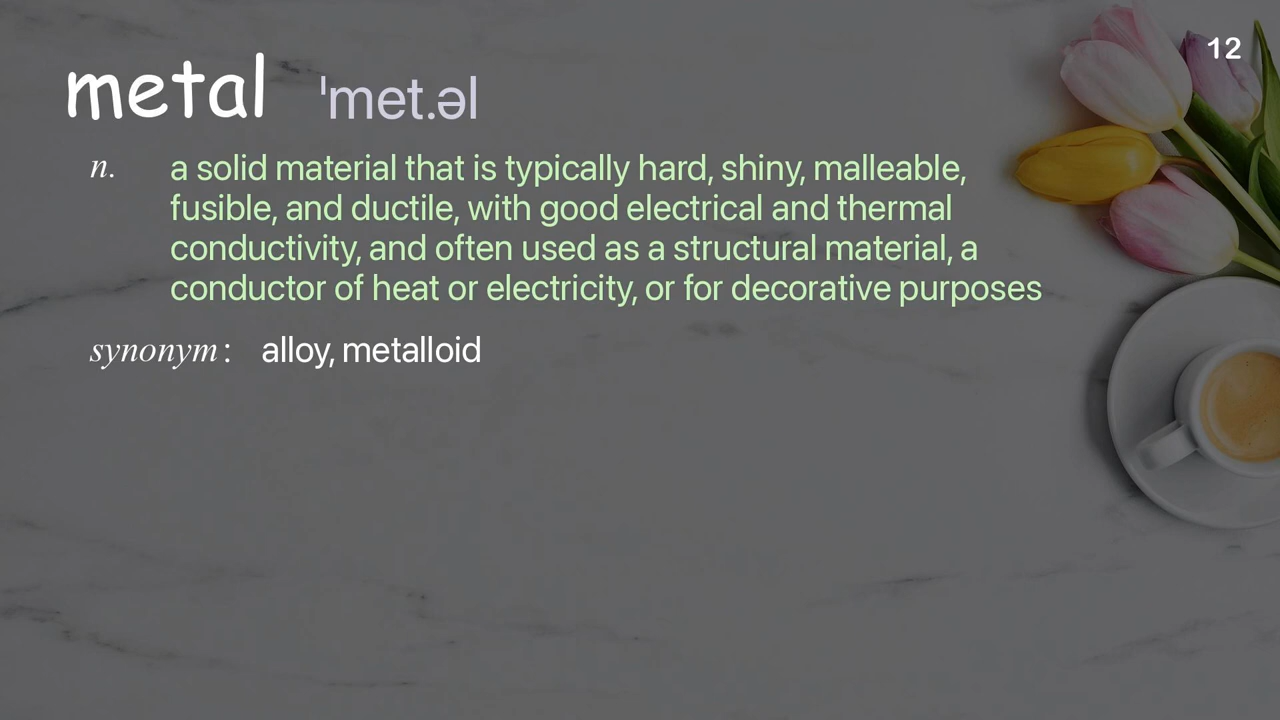 12
metal ˈmet.əl
n. a solid material that is typically hard, shiny, malleable,
fusible, and ductile, with good electrical and thermal
conductivity, and often used as a structural material, a
conductor of heat or electricity, or for decorative purposes
synonym: alloy, metalloid